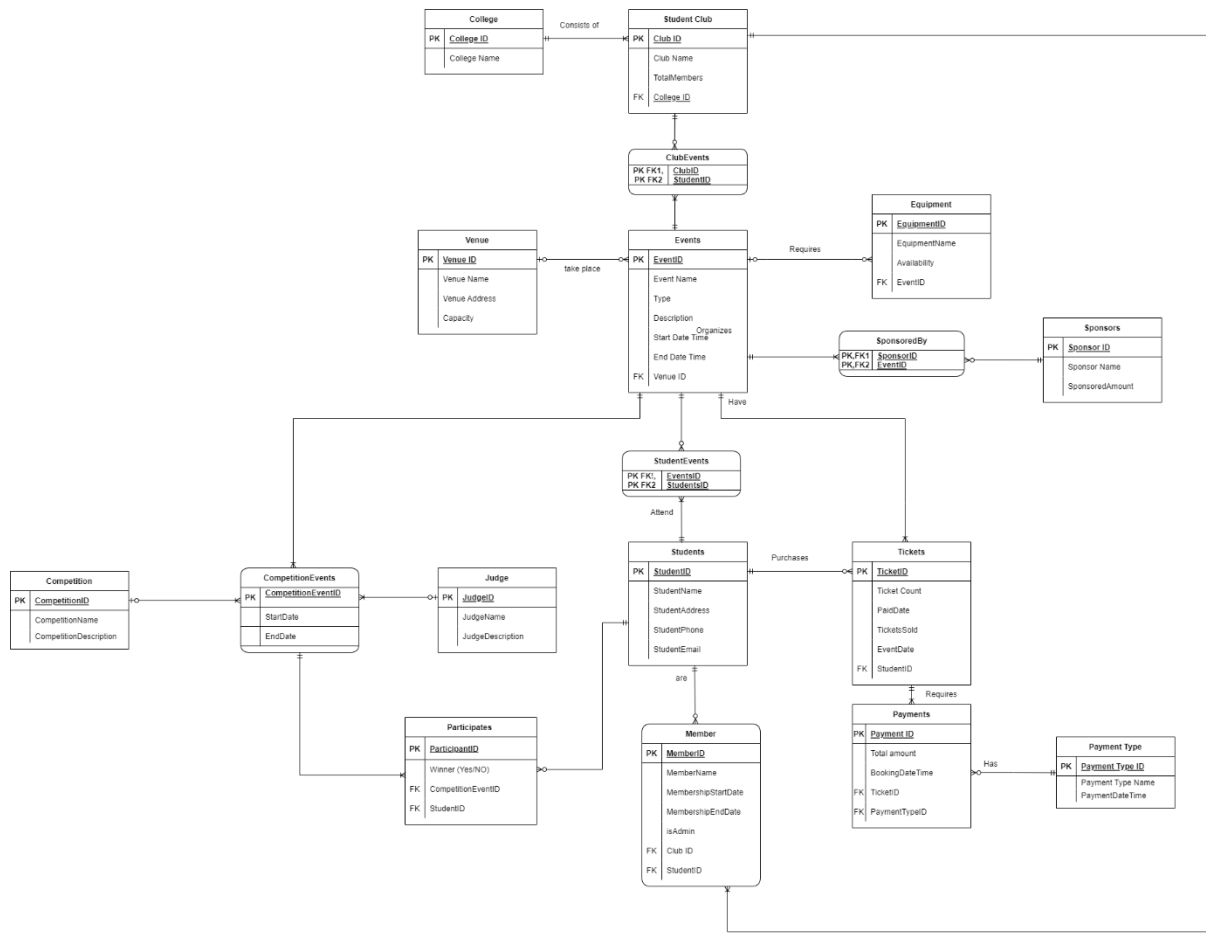 College
PK College ID
College Name
Consists of
Student Club
PK Club ID
Club Name
TotalMembers
FK College ID
ClubEvents
PK FK1, ClubID
PK FK2 StudentID
Equipment
PK EquipmentID
EquipmentName
Availability
FK EventID
Requires
Venue
PK Venue ID
Venue Name
Venue Address
Capacity
take place
Events
PK EventID
Event Name
Type
Description
Organizes
Start Date Time
End Date Time
FK Venue ID
Have
SponsoredBy
PK,FK1 SponsorID
PK,FK2 EventID
Sponsors
PK Sponsor ID
Sponsor Name
SponsoredAmount
StudentEvents
PK FK1, EventsID
PK FK2 StudentsID
Attend
Students
PK StudentID
StudentName
StudentAddress
StudentPhone
StudentEmail
are
Purchases
Tickets
PK TicketID
Ticket Count
PaidDate
TicketsSold
EventDate
FK StudentID
Requires
Competition
PK CompetitionID
CompetitionName
CompetitionDescription
CompetitionEvents
PK CompetitionEventID
StartDate
EndDate
Judge
PK JudgeID
JudgeName
JudgeDescription
Participates
PK ParticipantID
Winner (Yes/NO)
FK CompetitionEventID
FK StudentID
Member
PK MemberID
MemberName
MembershipStartDate
MembershipEndDate
isAdmin
FK Club ID
FK StudentID
Payments
PK Payment ID
Total amount
BookingDateTime
FK TicketID
FK PaymentTypeID
Has
Payment Type
PK Payment Type ID
Payment Type Name
PaymentDateTime